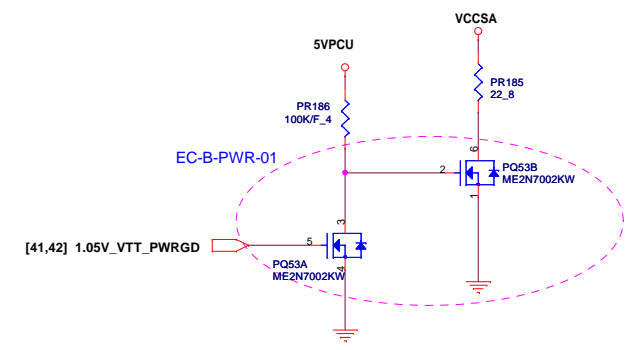 VCCSA
5VPCU
PR185
22_8
PR186
100K/F_4
EC-B-PWR-01
6
2
PQ53B
ME2N7002KW
1
3
[41,42] 1.05V_VTT_PWRGD
5
PQ53A
ME2N7002KW
4